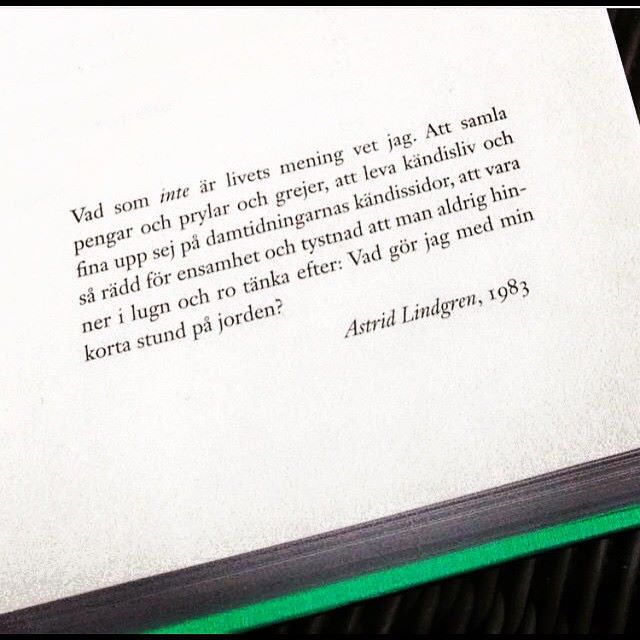 Vad som inte är livets mening vet jag. Att samla
pengar och prylar och grejer, att leva kändisliv och
fina upp sej på damtidningarnas kändissidor, att vara
så rädd för ensamhet och tystnad att man aldrig hin-
ner i lugn och ro tänka efter: Vad gör jag med min
korta stund på jorden?
Astrid Lindgren, 1983